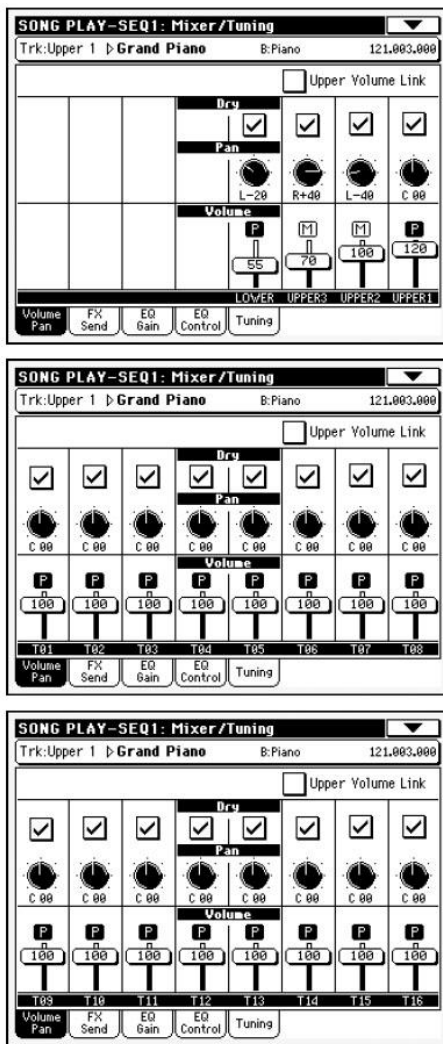 SONG PLAY-SEQ1: Mixer/Tuning
Trk:Upper 1 ▷Grand Piano B:Piano 121.003.000
Upper Volume Link
Dry
Pan
L-20 R+40 L-40 C 00
Volume
P M M P
55 70 100 120
LOWER UPPER3 UPPER2 UPPER1
Volume Pan FX Send EQ Gain EQ Control Tuning
SONG PLAY-SEQ1: Mixer/Tuning
Trk:Upper 1 ▷Grand Piano B:Piano 121.003.000
Upper Volume Link
Dry
Pan
C 00 C 00 C 00 C 00 C 00 C 00 C 00 C 00
Volume
P P P P P P P P
100 100 100 100 100 100 100 100
T01 T02 T03 T04 T05 T06 T07 T08
Volume Pan FX Send EQ Gain EQ Control Tuning
SONG PLAY-SEQ1: Mixer/Tuning
Trk:Upper 1 ▷Grand Piano B:Piano 121.003.000
Upper Volume Link
Dry
Pan
C 00 C 00 C 00 C 00 C 00 C 00 C 00 C 00
Volume
P P P P P P P P
100 100 100 100 100 100 100 100
T09 T10 T11 T12 T13 T14 T15 T16
Volume Pan FX Send EQ Gain EQ Control Tuning